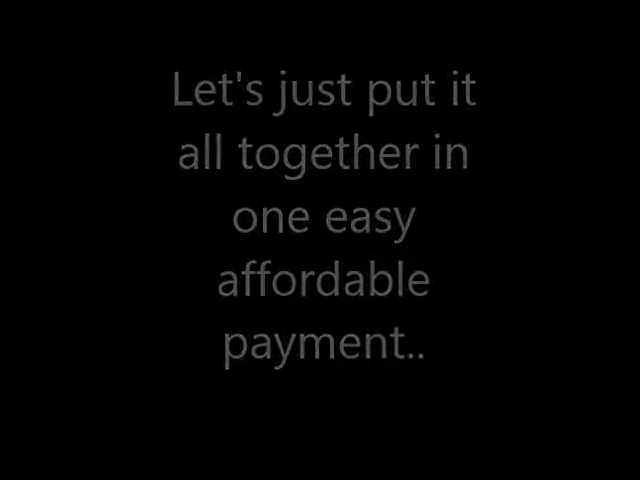 Let's just put it
all together in
one easy
affordable
payment..